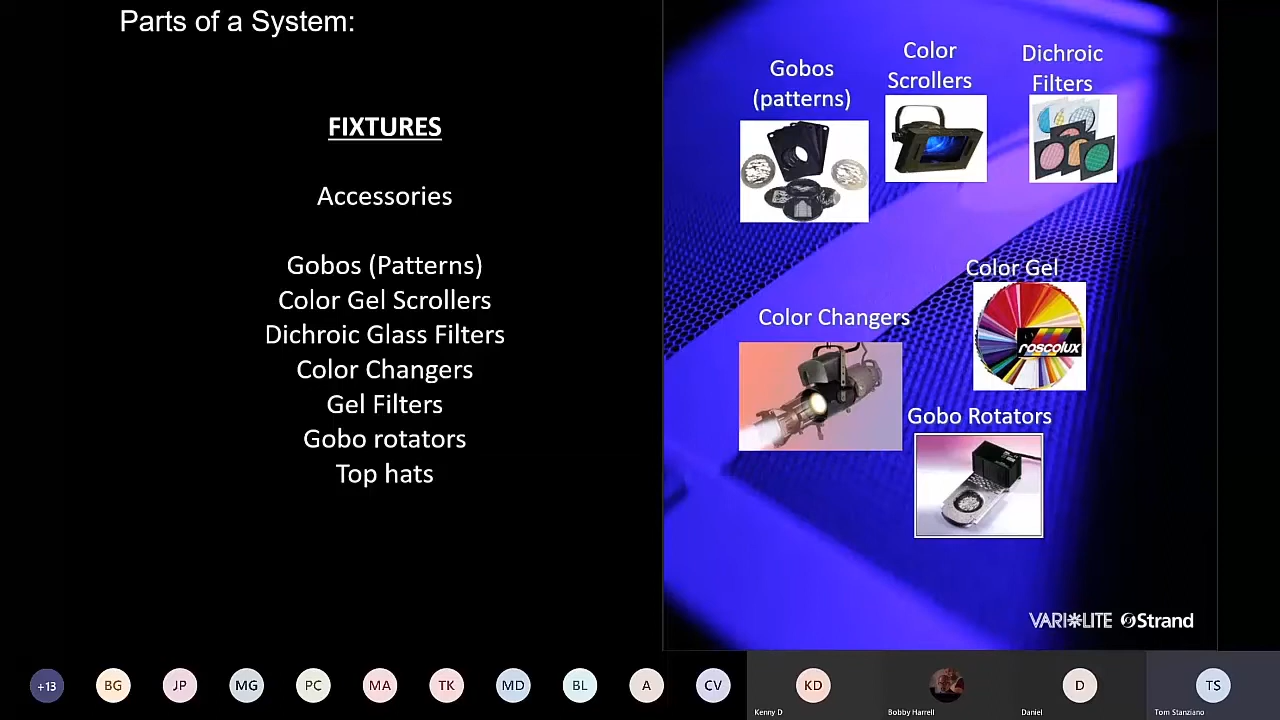 Parts of a System:
FIXTURES
Accessories
Gobos (Patterns)
Color Gel Scrollers
Dichroic Glass Filters
Color Changers
Gel Filters
Gobo rotators
Top hats
Gobos
(patterns)
Color
Scrollers
Dichroic
Filters
Color Gel
roscolux
Color Changers
Gobo Rotators
VARI*LITE Strand
+13
BG
JP
MG
PC
MA
TK
MD
BL
A
CV
KD
D
TS
Kenny D
Bobby Harrell
Daniel
Tom Stanziano